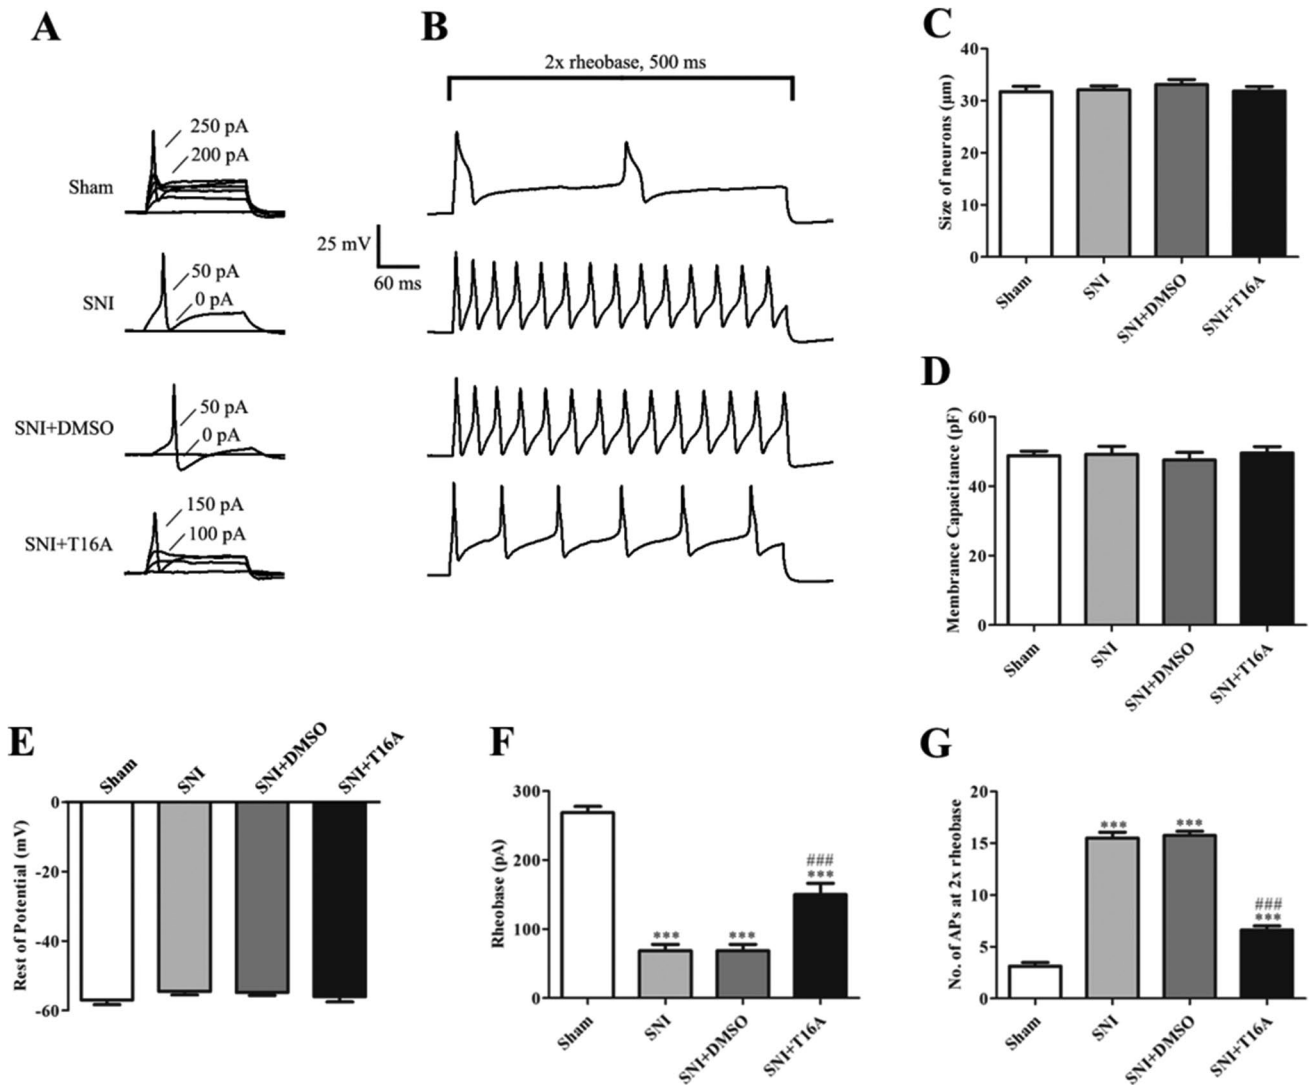 A
250 pA
200 pA
Sham
50 pA
0 pA
SNI
50 pA
0 pA
SNI+DMSO
150 pA
100 pA
SNI+T16A
25 mV
60 ms
B
2x rheobase, 500 ms
C
Size of neurons (μm)
40
30
20
10
0
Sham
SNI
SNI+DMSO
SNI+T16A
D
Membrance Capacitance (pF)
60
40
20
0
Sham
SNI
SNI+DMSO
SNI+T16A
E
Sham
SNI
SNI+DMSO
SNI+T16A
Rest of Potential (mV)
0
-20
-40
-60
F
Rheobase (pA)
300
200
100
0
***
***
###
***
Sham
SNI
SNI+DMSO
SNI+T16A
G
No. of APs at 2x rheobase
20
15
10
5
0
***
***
###
***
Sham
SNI
SNI+DMSO
SNI+T16A